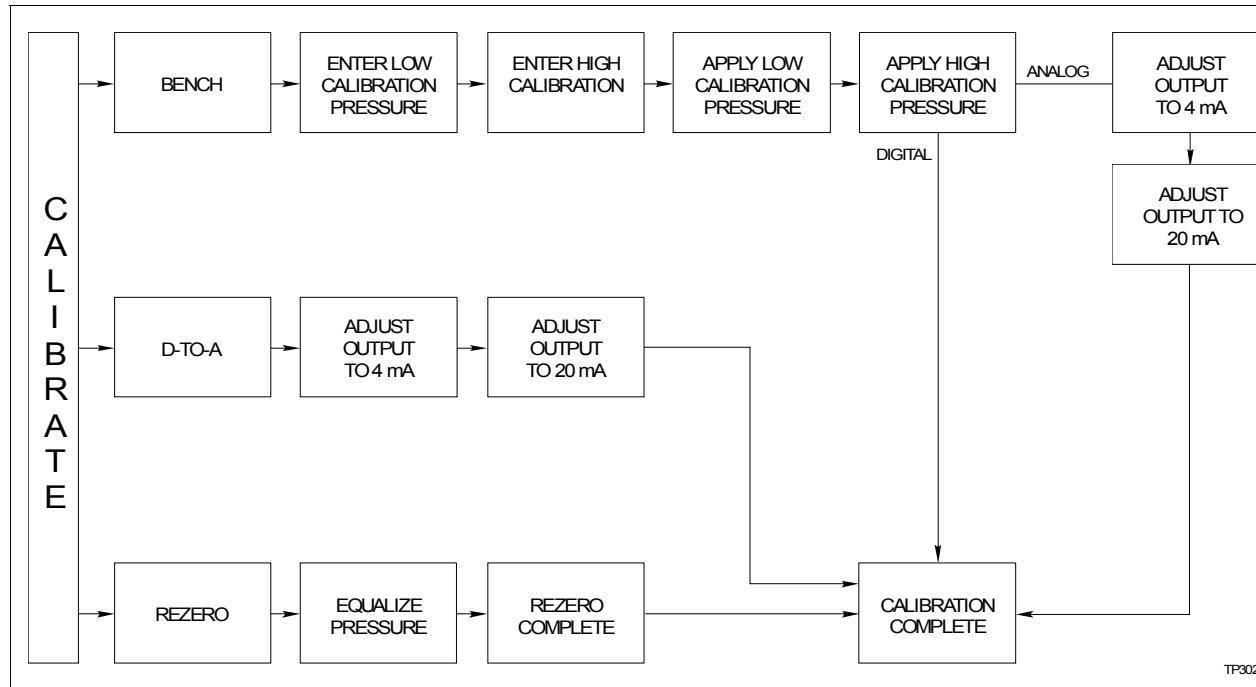 CALIBRATE
BENCH
ENTER LOW
CALIBRATION
PRESSURE
ENTER HIGH
CALIBRATION
APPLY LOW
CALIBRATION
PRESSURE
APPLY HIGH
CALIBRATION
PRESSURE
ANALOG
ADJUST
OUTPUT
TO 4 mA
DIGITAL
ADJUST
OUTPUT TO
20 mA
D-TO-A
ADJUST
OUTPUT
TO 4 mA
ADJUST
OUTPUT
TO 20 mA
REZERO
EQUALIZE
PRESSURE
REZERO
COMPLETE
CALIBRATION
COMPLETE
TP302